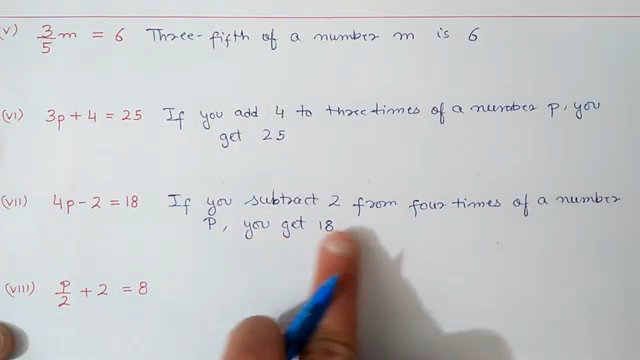 (v) 3/5 m = 6 Three-fifth of a number m is 6
(vi) 3p + 4 = 25 If you add 4 to three times of a number p, you
get 25
(vii) 4p - 2 = 18 If you subtract 2 from four times of a number
P, you get 18
(viii) p/2 + 2 = 8